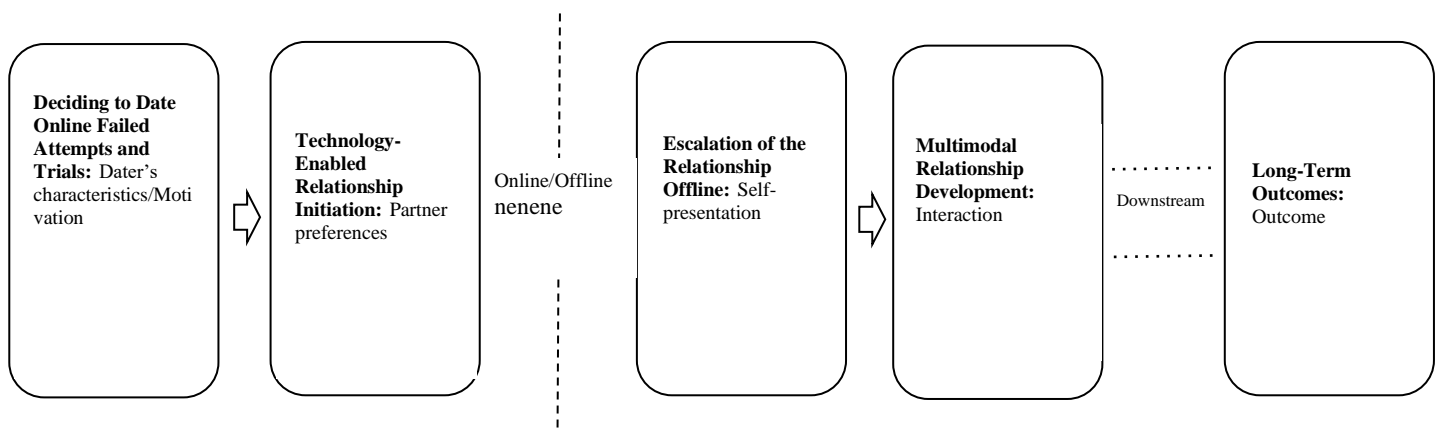 Deciding to Date
Online Failed
Attempts and
Trials: Dater's
characteristics/Moti
vation
Technology-
Enabled
Relationship
Initiation: Partner
preferences
Online/Offline
nenene
Escalation of the
Relationship
Offline: Self-
presentation
Multimodal
Relationship
Development:
Interaction
Downstream
Long-Term
Outcomes:
Outcome